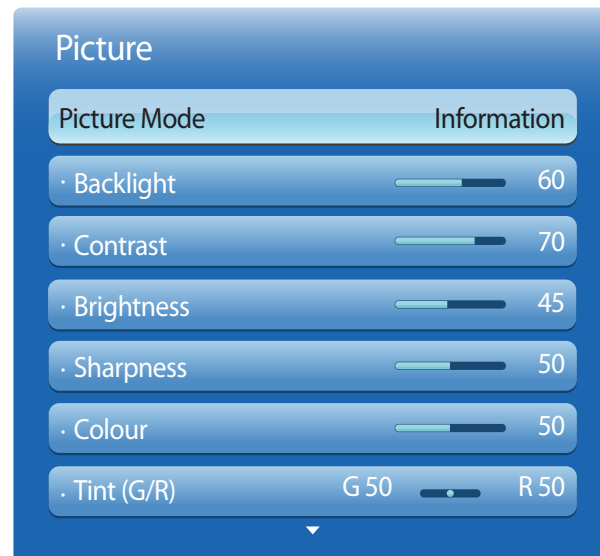 Picture
Picture Mode Information
· Backlight 60
· Contrast 70
· Brightness 45
· Sharpness 50
· Colour 50
· Tint (G/R) G 50 R 50